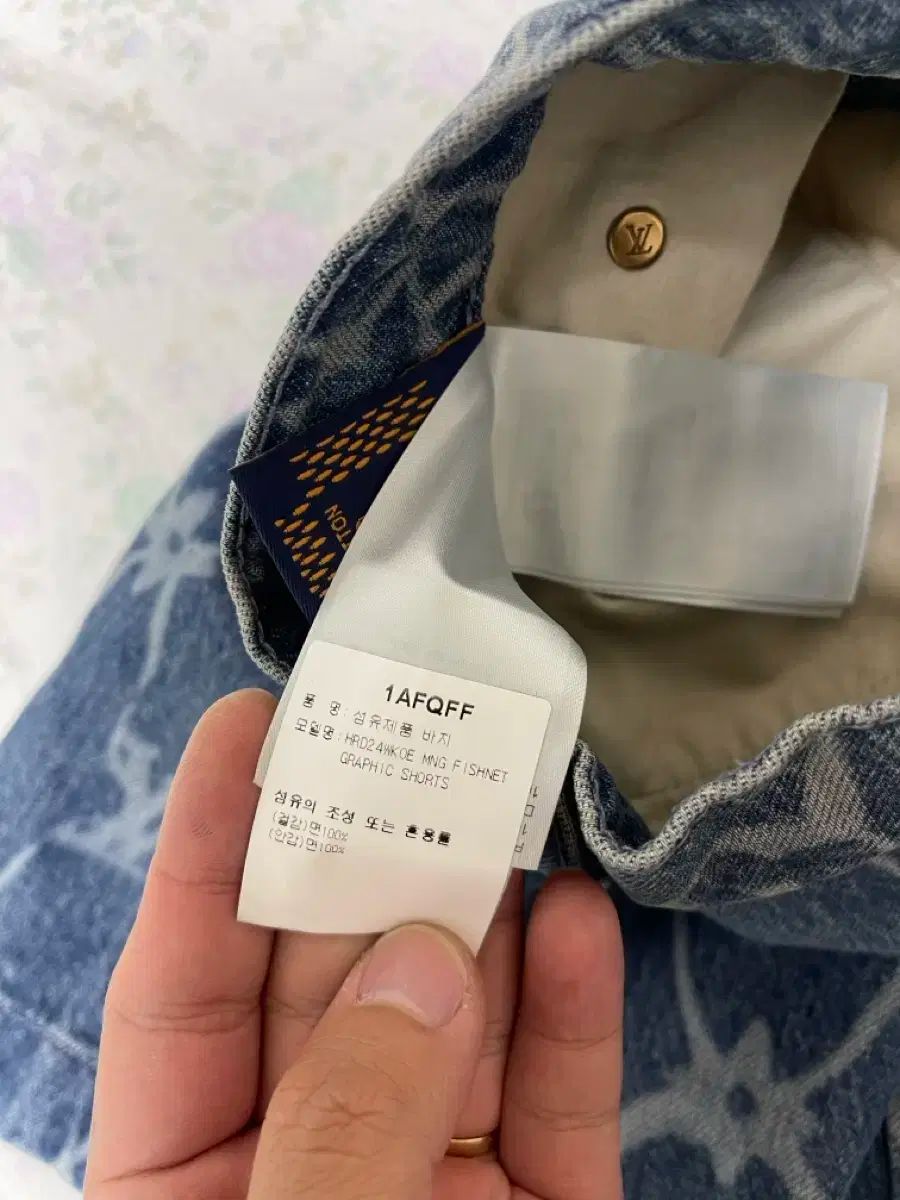 LV
TTON
1AFQFF
품 명 : 섬유제품 바지
모델명 : HRD24WKOE MNG FISHNET
GRAPHIC SHORTS
섬유의 조성 또는 혼용률
(겉감)면100%
(안감)면100%